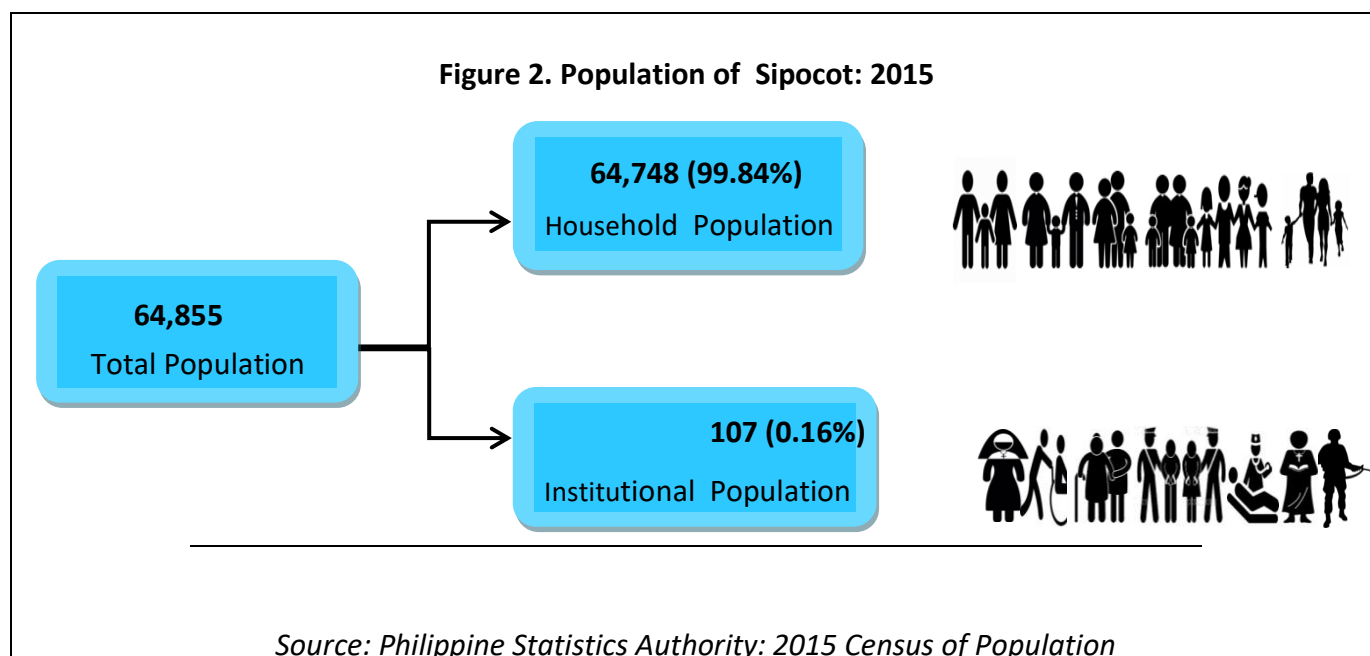 Figure 2. Population of Sipocot: 2015
64,748 (99.84%)
Household Population
64,855
Total Population
107 (0.16%)
Institutional Population
Source: Philippine Statistics Authority: 2015 Census of Population